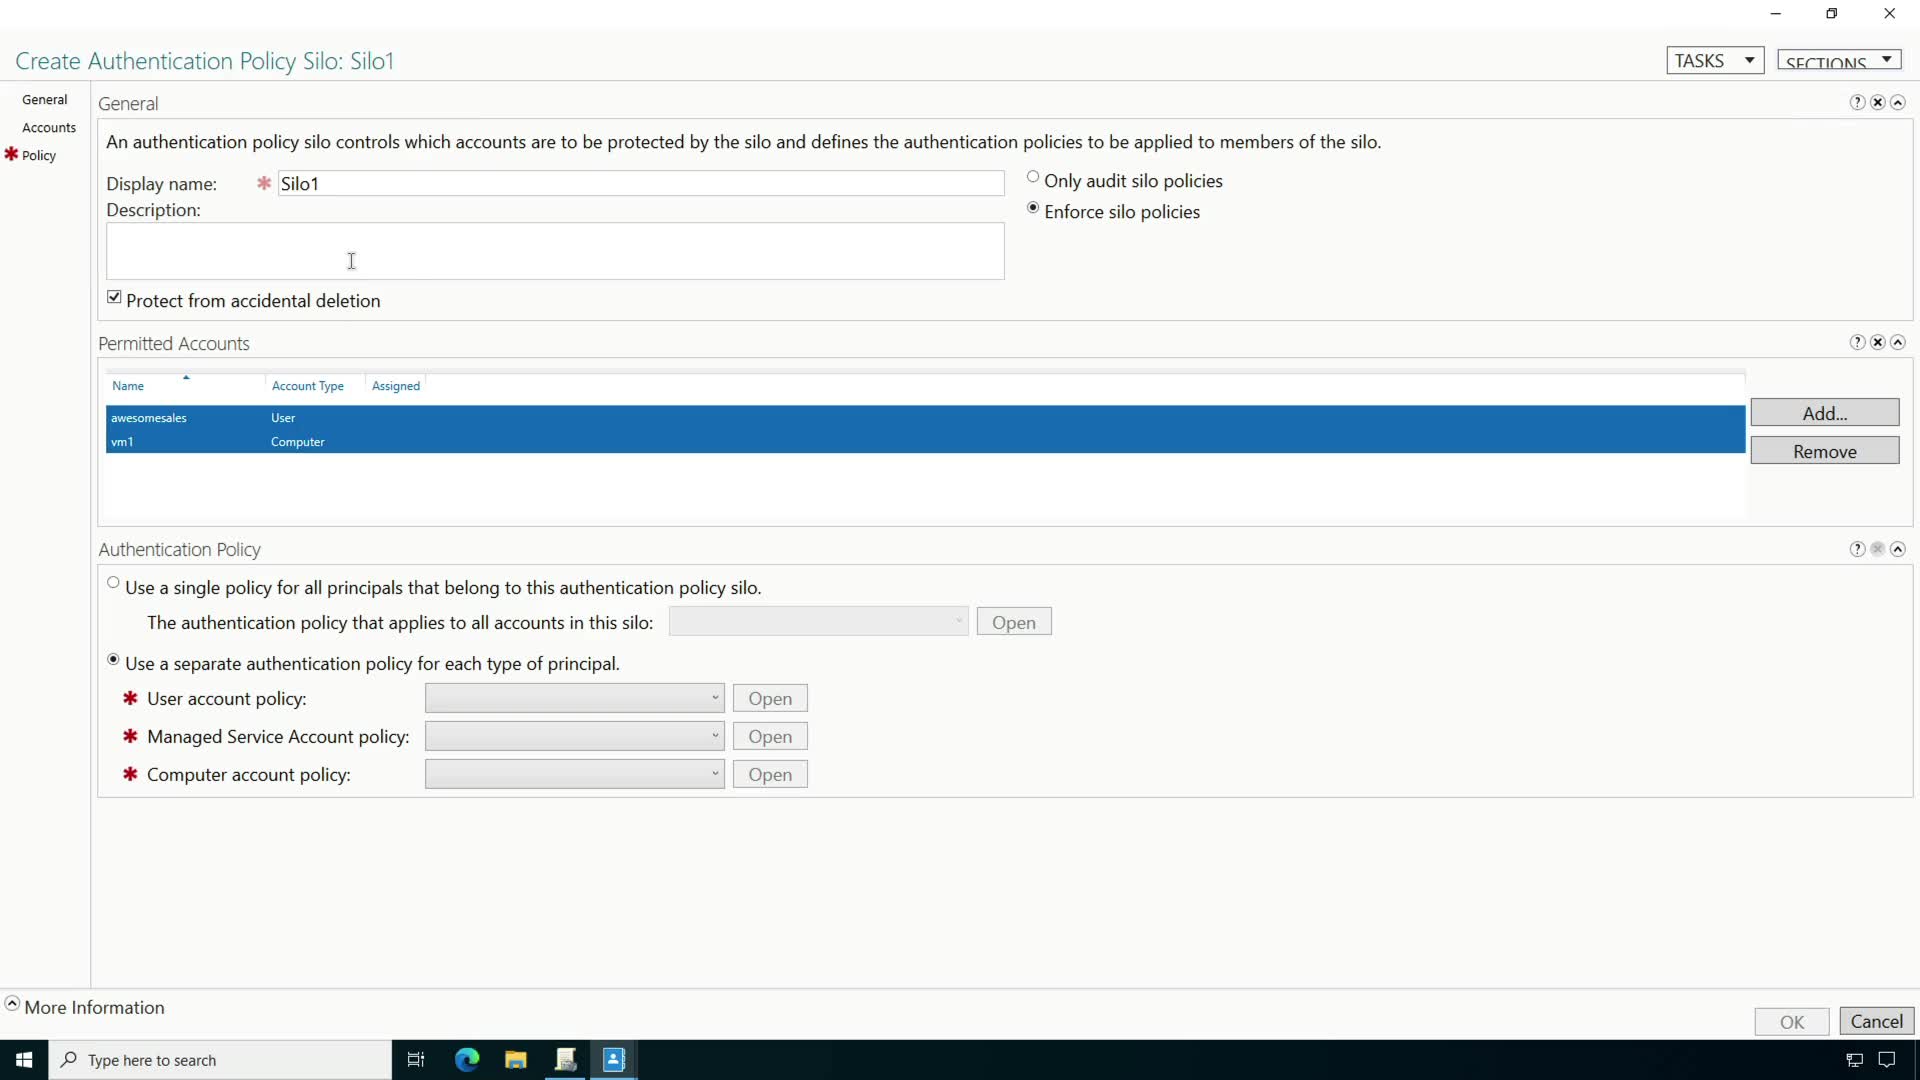 Create Authentication Policy Silo: Silo1
TASKS
SECTIONS
General
Accounts
* Policy
General
An authentication policy silo controls which accounts are to be protected by the silo and defines the authentication policies to be applied to members of the silo.
Display name: * Silo1
Only audit silo policies
Enforce silo policies
Description:
Protect from accidental deletion
Permitted Accounts
Name Account Type Assigned
awesomesales User
vm1 Computer
Add...
Remove
Authentication Policy
Use a single policy for all principals that belong to this authentication policy silo.
The authentication policy that applies to all accounts in this silo: Open
Use a separate authentication policy for each type of principal.
* User account policy: Open
* Managed Service Account policy: Open
* Computer account policy: Open
More Information
OK Cancel
Type here to search